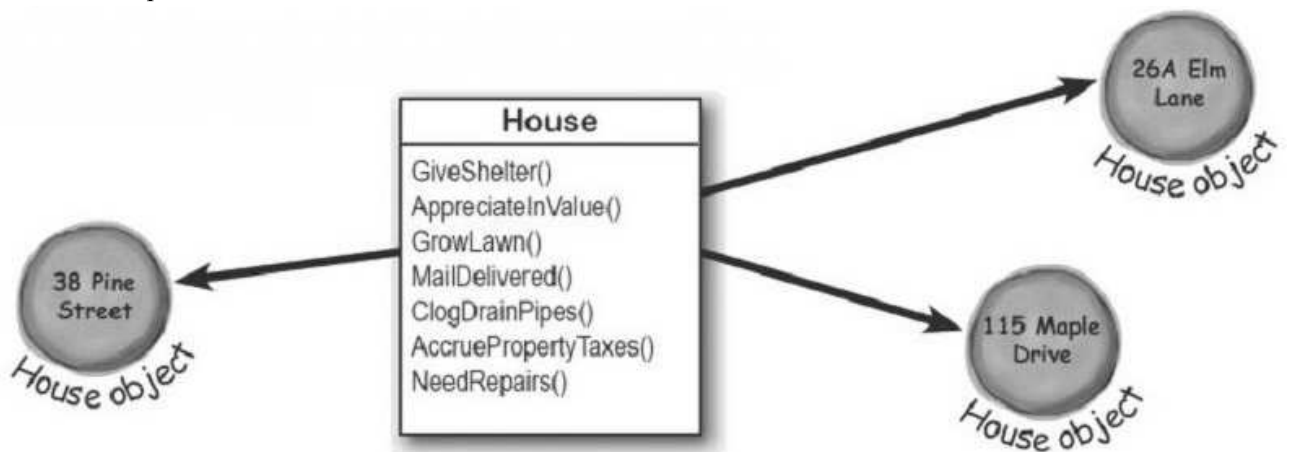 House
GiveShelter()
AppreciateInValue()
GrowLawn()
MailDelivered()
ClogDrainPipes()
AccruePropertyTaxes()
NeedRepairs()
38 Pine
Street
House object
26A Elm
Lane
House object
115 Maple
Drive
House object